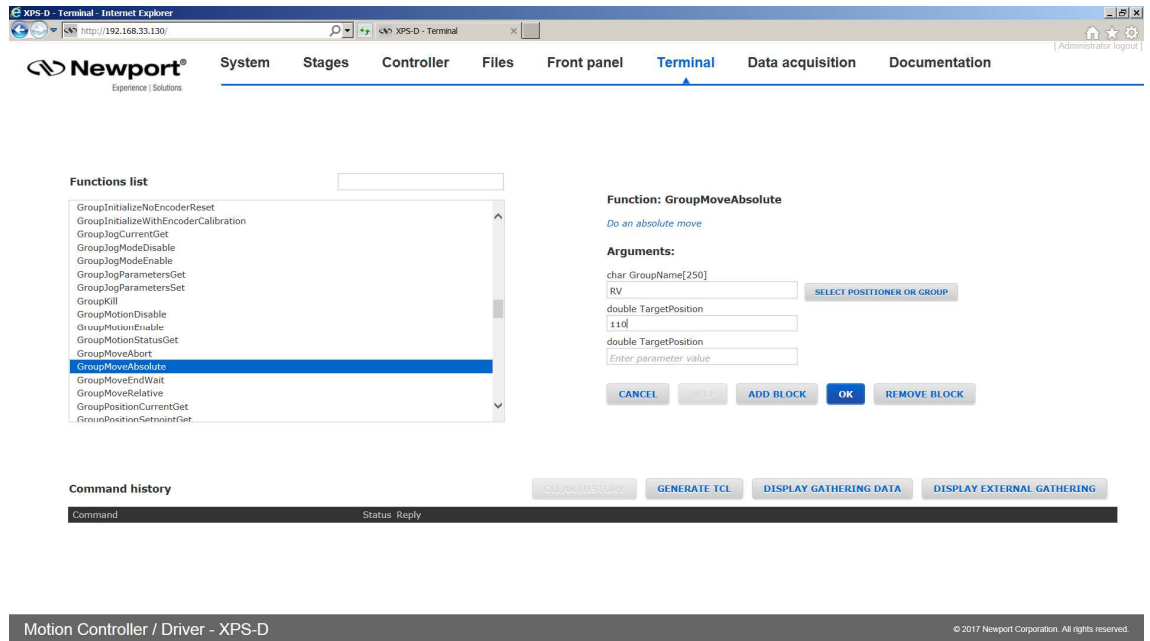 XPS-D - Terminal - Internet Explorer
http://192.168.33.130/
XPS-D - Terminal
[ Administrator logout ]
Newport®
Experience | Solutions
System Stages Controller Files Front panel Terminal Data acquisition Documentation
Functions list
GroupInitializeNoEncoderReset
GroupInitializeWithEncoderCalibration
GroupJogCurrentGet
GroupJogModeDisable
GroupJogModeEnable
GroupJogParametersGet
GroupJogParametersSet
GroupKill
GroupMotionDisable
GroupMotionEnable
GroupMotionStatusGet
GroupMoveAbort
GroupMoveAbsolute
GroupMoveEndWait
GroupMoveRelative
GroupPositionCurrentGet
GroupPositionSetpointGet
Function: GroupMoveAbsolute
Do an absolute move
Arguments:
char GroupName[250]
RV SELECT POSITIONER OR GROUP
double TargetPosition
110
double TargetPosition
Enter parameter value
CANCEL HELP ADD BLOCK OK REMOVE BLOCK
Command history CLEAR HISTORY GENERATE TCL DISPLAY GATHERING DATA DISPLAY EXTERNAL GATHERING
Command Status Reply
Motion Controller / Driver - XPS-D © 2017 Newport Corporation. All rights reserved.